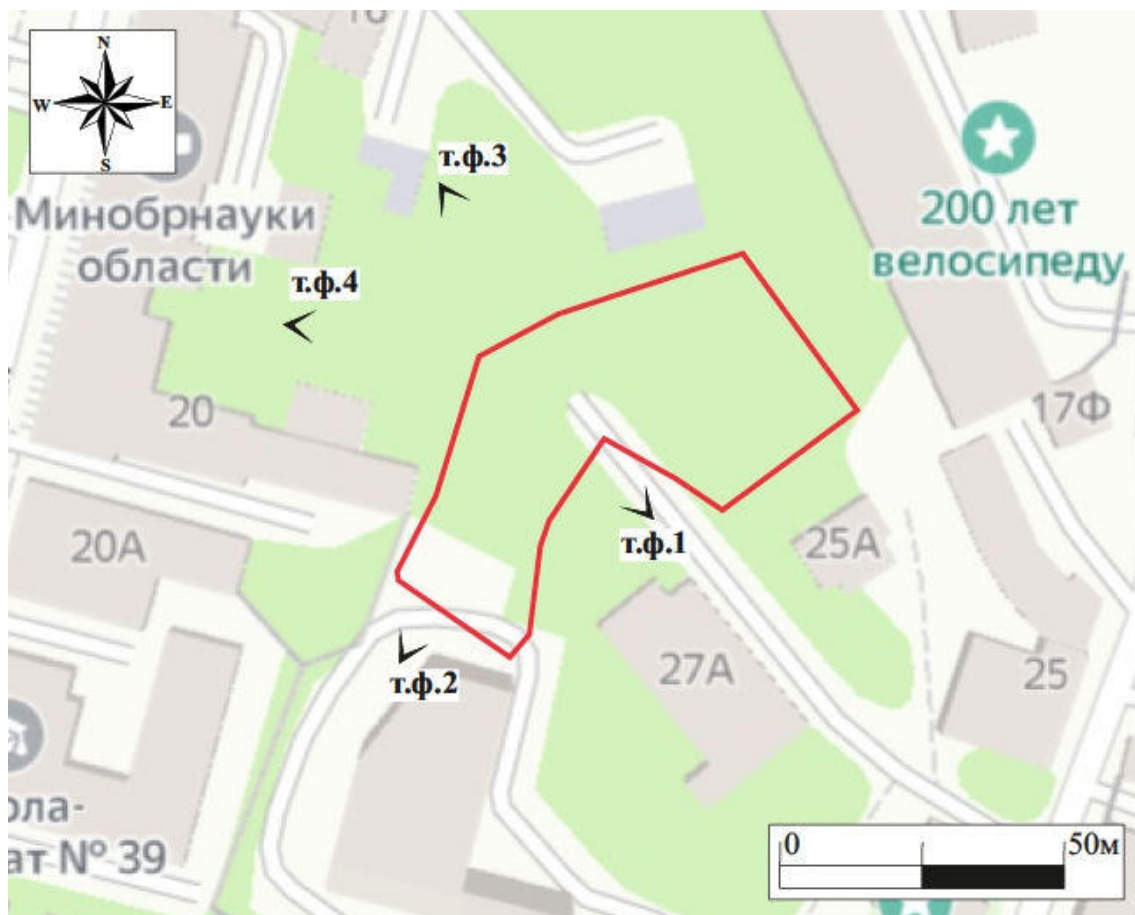 16
N
W
E
S
т.ф.3
Минобрнауки
области
200 лет
велосипеду
т.ф.4
20
17Ф
20А
т.ф.1
25А
27А
25
т.ф.2
ола-
ат № 39
0
50м